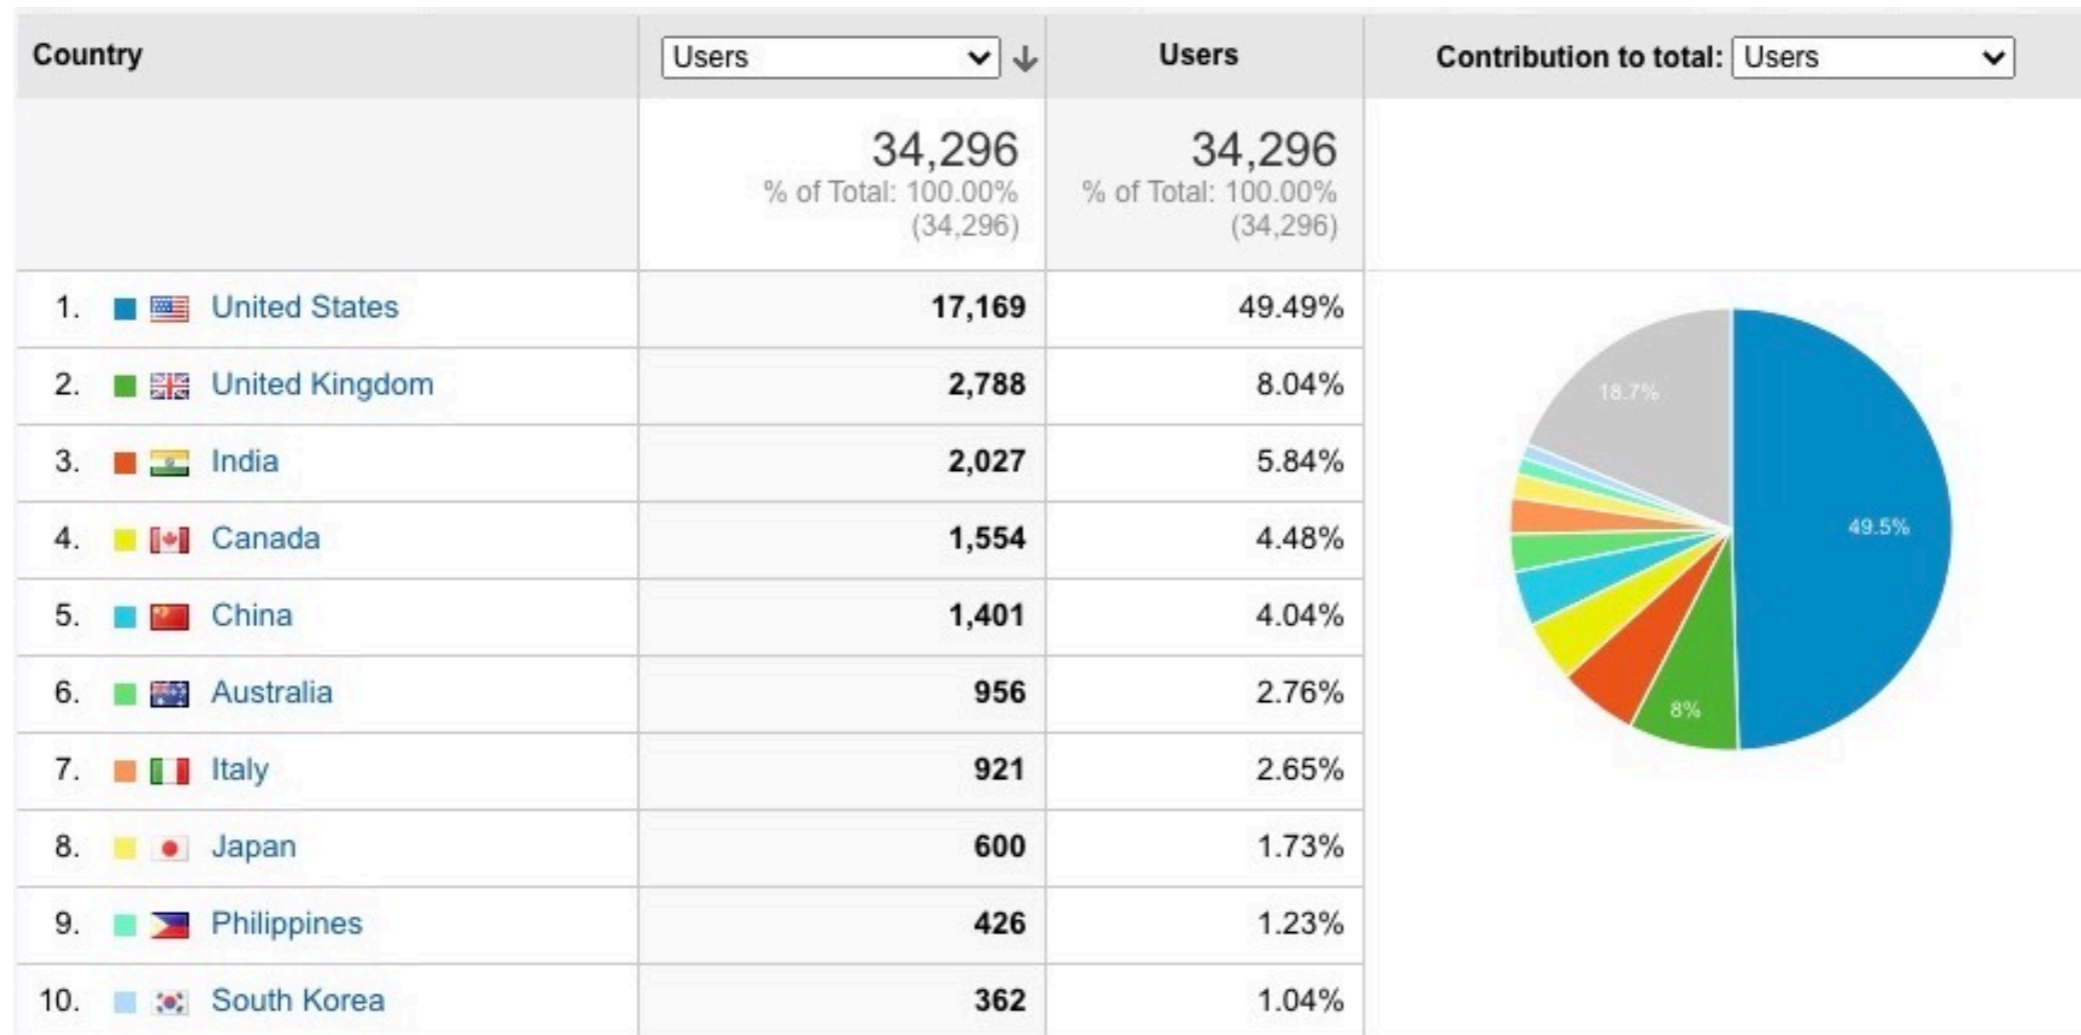 Country Users Users Contribution to total: Users
34,296 34,296
% of Total: 100.00% % of Total: 100.00%
(34,296) (34,296)
1. United States 17,169 49.49%
2. United Kingdom 2,788 8.04%
3. India 2,027 5.84%
4. Canada 1,554 4.48%
5. China 1,401 4.04%
6. Australia 956 2.76%
7. Italy 921 2.65%
8. Japan 600 1.73%
9. Philippines 426 1.23%
10. South Korea 362 1.04%
18.7%
49.5%
8%